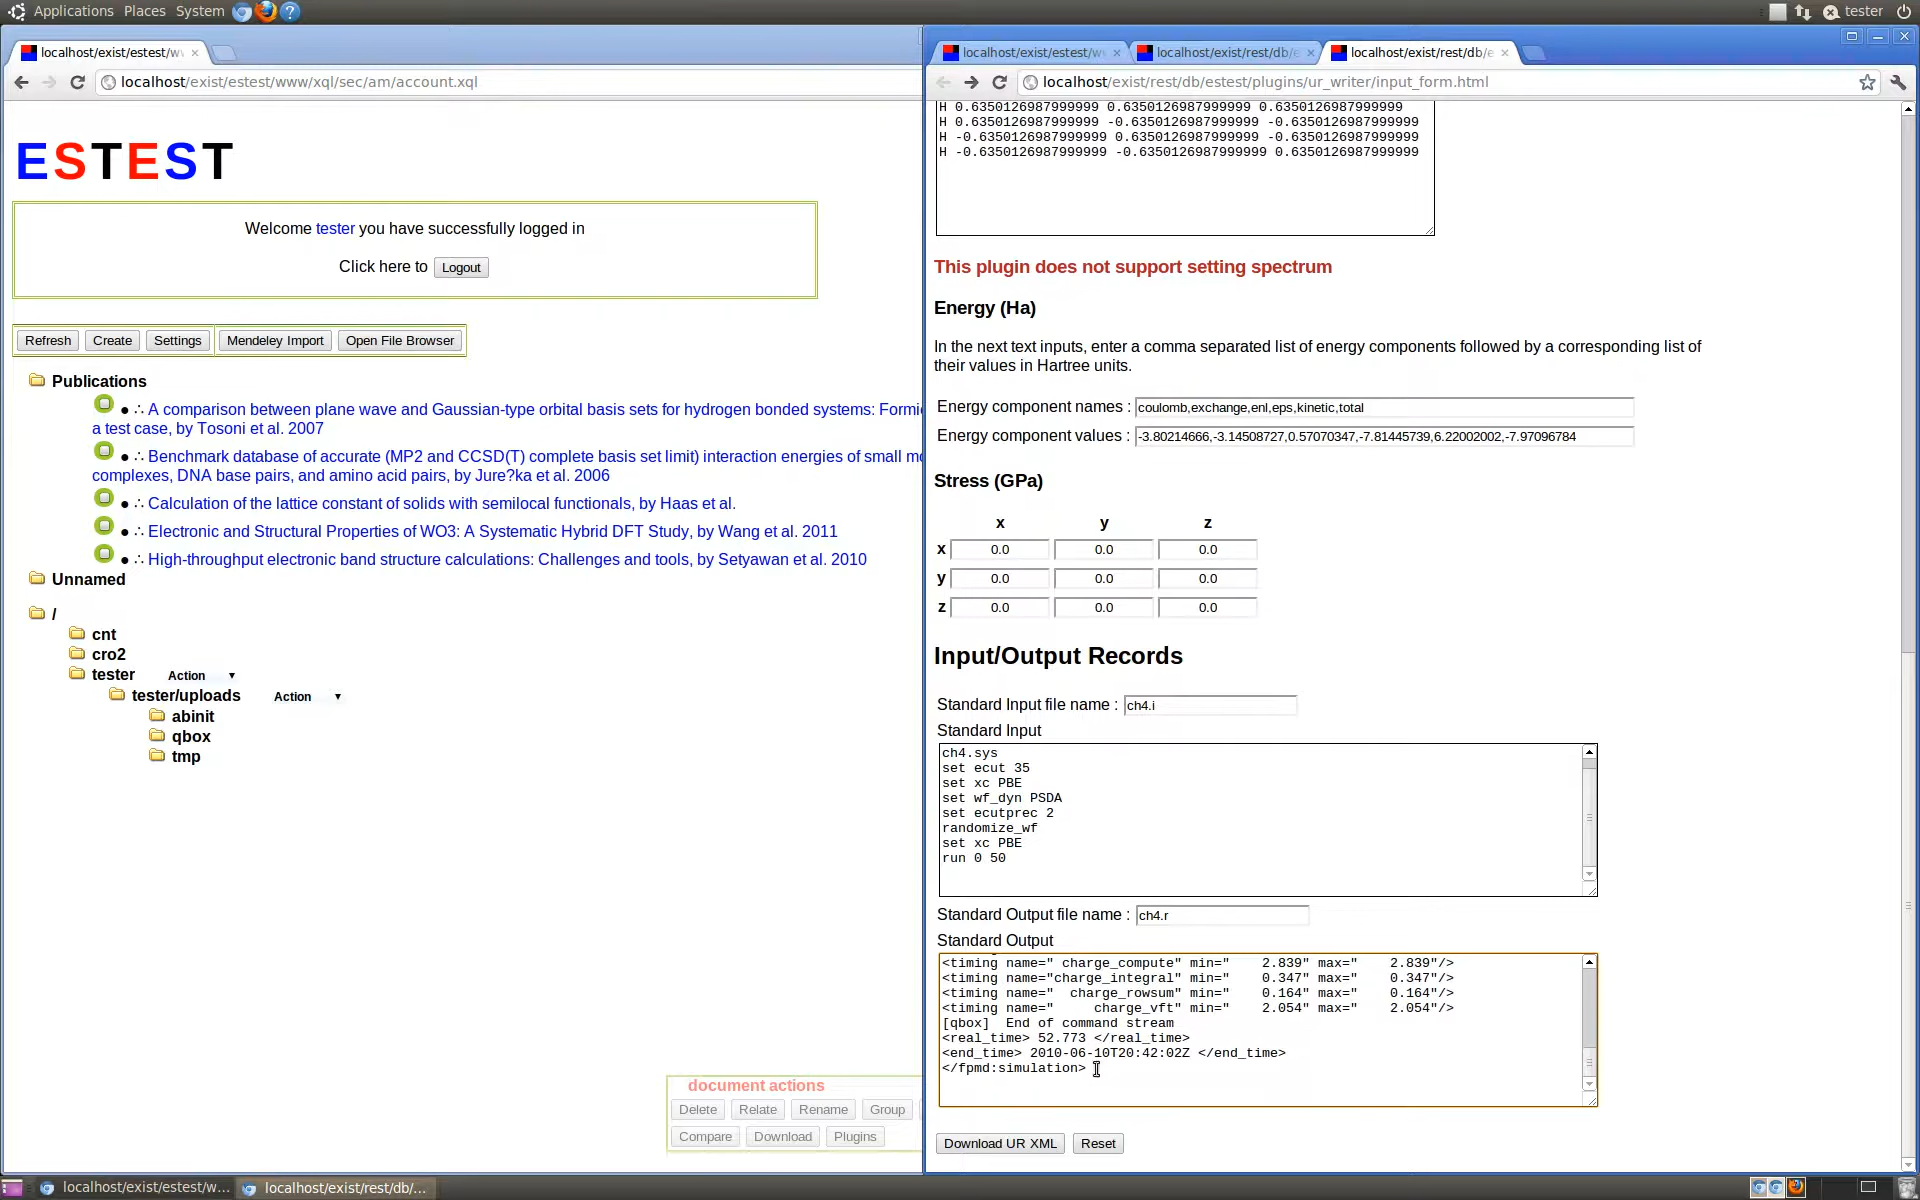 Applications Places System
tester
localhost/exist/estest/w
localhost/exist/estest/www/xql/sec/am/account.xql
ESTEST
Welcome tester you have successfully logged in
Click here to Logout
Refresh Create Settings Mendeley Import Open File Browser
Publications
A comparison between plane wave and Gaussian-type orbital basis sets for hydrogen bonded systems: Formi
a test case, by Tosoni et al. 2007
Benchmark database of accurate (MP2 and CCSD(T) complete basis set limit) interaction energies of small
complexes, DNA base pairs, and amino acid pairs, by Jure?ka et al. 2006
Calculation of the lattice constant of solids with semilocal functionals, by Haas et al.
Electronic and Structural Properties of WO3: A Systematic Hybrid DFT Study, by Wang et al. 2011
High-throughput electronic band structure calculations: Challenges and tools, by Setyawan et al. 2010
Unnamed
/
cnt
cro2
tester Action
tester/uploads Action
abinit
qbox
tmp
document actions
Delete Relate Rename Group
Compare Download Plugins
localhost/exist/estest/w localhost/exist/rest/db/e localhost/exist/rest/db/e
localhost/exist/rest/db/estest/plugins/ur_writer/input_form.html
H 0.6350126987999999 0.6350126987999999 0.6350126987999999
H 0.6350126987999999 -0.6350126987999999 -0.6350126987999999
H -0.6350126987999999 0.6350126987999999 -0.6350126987999999
H -0.6350126987999999 -0.6350126987999999 0.6350126987999999
This plugin does not support setting spectrum
Energy (Ha)
In the next text inputs, enter a comma separated list of energy components followed by a corresponding list of
their values in Hartree units.
Energy component names : coulomb,exchange,enl,eps,kinetic,total
Energy component values : -3.80214666,-3.14508727,0.57070347,-7.81445739,6.22002002,-7.97096784
Stress (GPa)
x y z
x 0.0 0.0 0.0
y 0.0 0.0 0.0
z 0.0 0.0 0.0
Input/Output Records
Standard Input file name : ch4.i
Standard Input
ch4.sys
set ecut 35
set xc PBE
set wf_dyn PSDA
set ecutprec 2
randomize_wf
set xc PBE
run 0 50
Standard Output file name : ch4.r
Standard Output
<timing name=" charge_compute" min="    2.839" max="    2.839"/>
<timing name="charge_integral" min="    0.347" max="    0.347"/>
<timing name="  charge_rowsum" min="    0.164" max="    0.164"/>
<timing name="     charge_vft" min="    2.054" max="    2.054"/>
[qbox]  End of command stream
<real_time> 52.773 </real_time>
<end_time> 2010-06-10T20:42:02Z </end_time>
</fpmd:simulation>
Download UR XML Reset
localhost/exist/estest/w... localhost/exist/rest/db/...